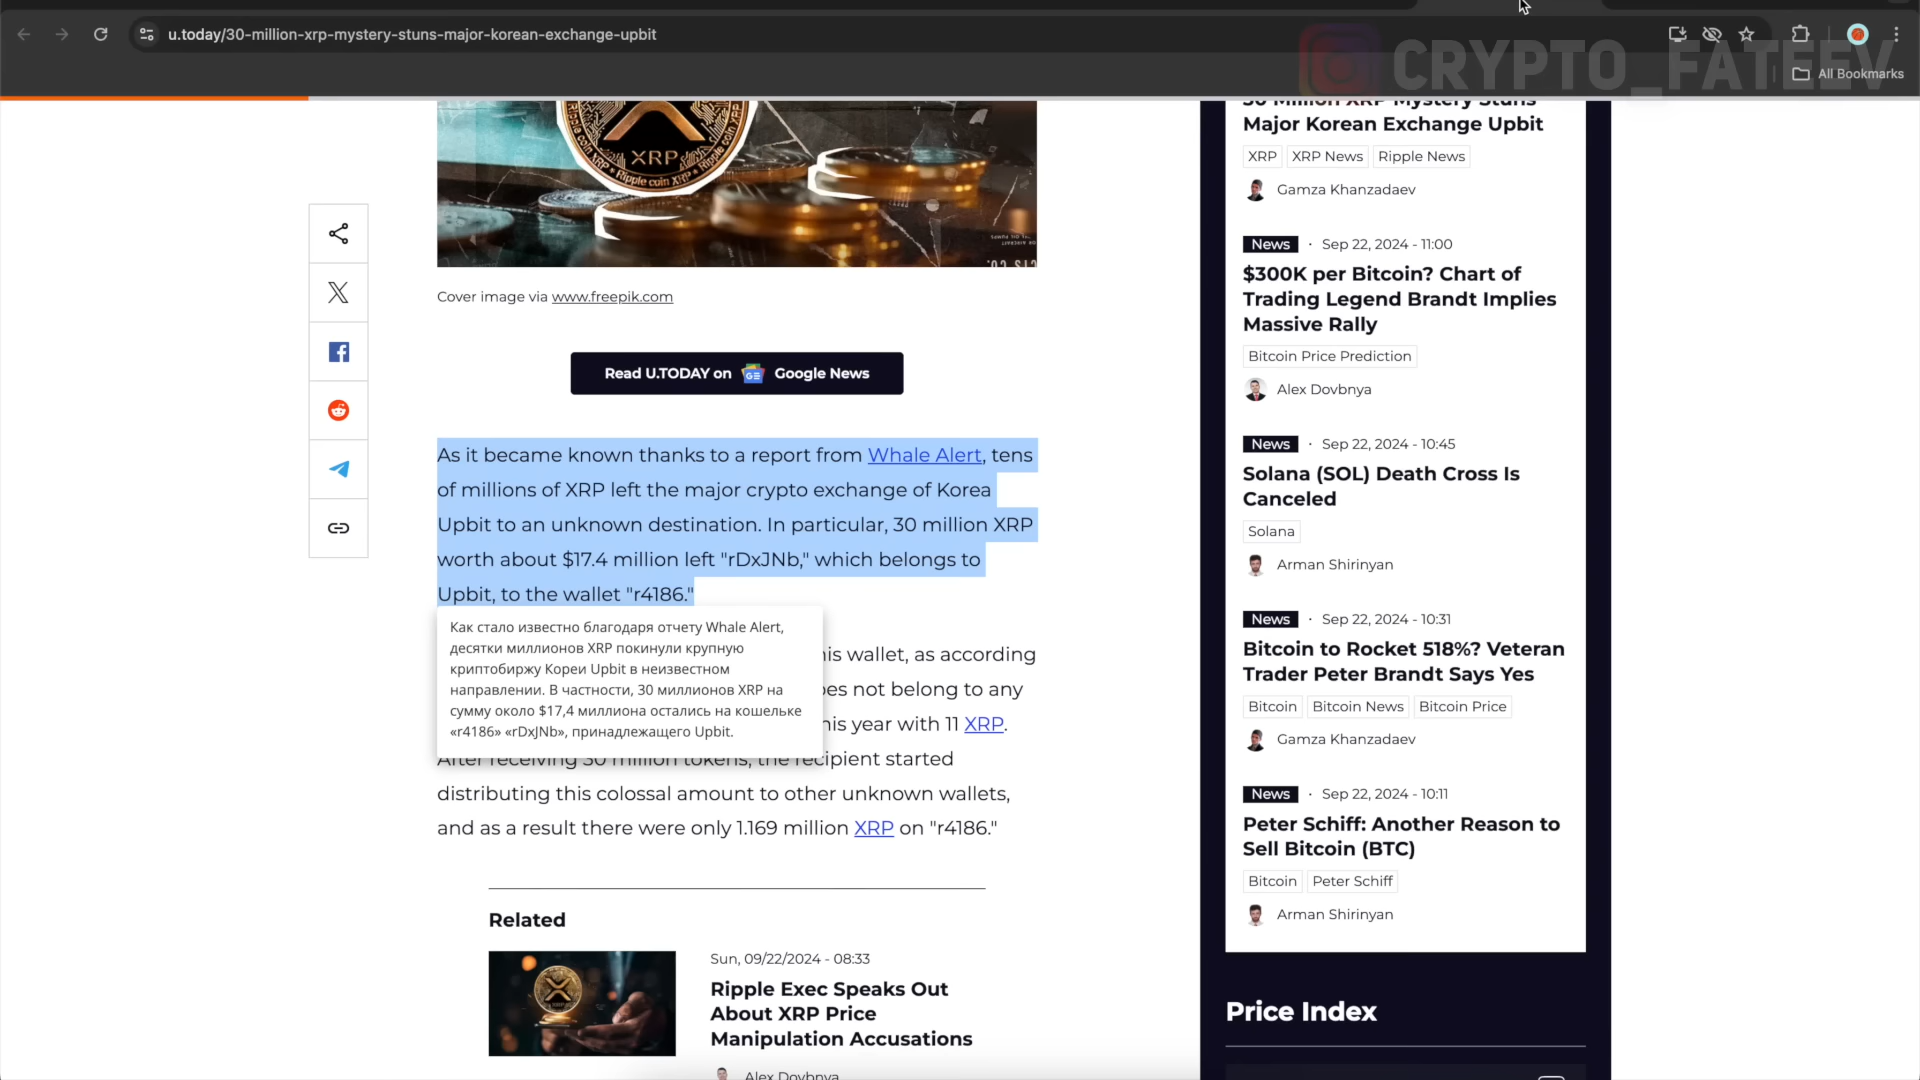 u.today/30-million-xrp-mystery-stuns-major-korean-exchange-upbit
CRYPTO_FATEEV
All Bookmarks
XRP
Ripple coin XRP
Cover image via www.freepik.com
Read U.TODAY on Google News
As it became known thanks to a report from Whale Alert, tens
of millions of XRP left the major crypto exchange of Korea
Upbit to an unknown destination. In particular, 30 million XRP
worth about $17.4 million left "rDxJNb," which belongs to
Upbit, to the wallet "r4186."
Как стало известно благодаря отчету Whale Alert,
десятки миллионов XRP покинули крупную
криптобиржу Кореи Upbit в неизвестном
направлении. В частности, 30 миллионов XRP на
сумму около $17,4 миллиона остались на кошельке
«r4186» «rDxJNb», принадлежащего Upbit.
wallet, as according
not belong to any
year with 11 XRP.
After receiving 30 million tokens, the recipient started
distributing this colossal amount to other unknown wallets,
and as a result there were only 1.169 million XRP on "r4186."
Related
Sun, 09/22/2024 - 08:33
Ripple Exec Speaks Out
About XRP Price
Manipulation Accusations
Alex Dovbnya
30 Million XRP Mystery Stuns
Major Korean Exchange Upbit
XRP XRP News Ripple News
Gamza Khanzadaev
News · Sep 22, 2024 - 11:00
$300K per Bitcoin? Chart of
Trading Legend Brandt Implies
Massive Rally
Bitcoin Price Prediction
Alex Dovbnya
News · Sep 22, 2024 - 10:45
Solana (SOL) Death Cross Is
Canceled
Solana
Arman Shirinyan
News · Sep 22, 2024 - 10:31
Bitcoin to Rocket 518%? Veteran
Trader Peter Brandt Says Yes
Bitcoin Bitcoin News Bitcoin Price
Gamza Khanzadaev
News · Sep 22, 2024 - 10:11
Peter Schiff: Another Reason to
Sell Bitcoin (BTC)
Bitcoin Peter Schiff
Arman Shirinyan
Price Index